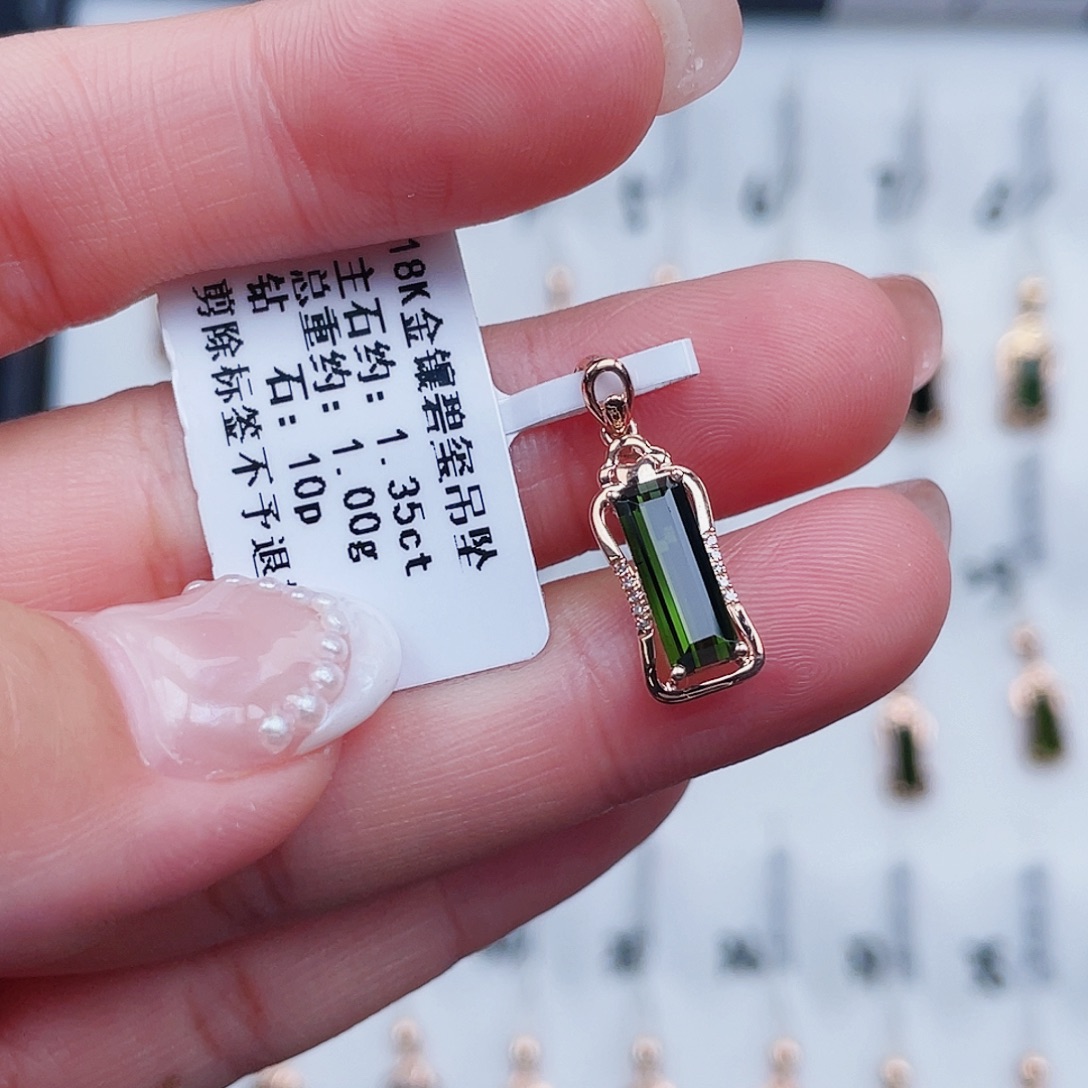 18K金镶碧玺吊坠
主石约: 1.35ct
总重约: 1.00g
钻 石: 10p
剪除标签不予退